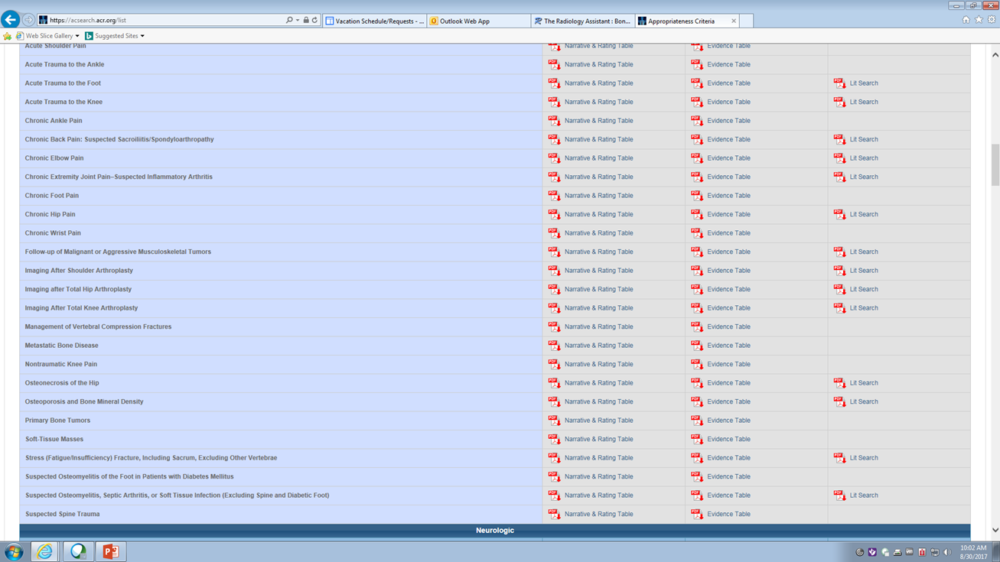 https://acsearch.acr.org/list
Vacation Schedule/Requests - ...
Outlook Web App
The Radiology Assistant : Bon...
Appropriateness Criteria
Web Slice Gallery
Suggested Sites
Acute Shoulder Pain Narrative & Rating Table Evidence Table
Acute Trauma to the Ankle Narrative & Rating Table Evidence Table
Acute Trauma to the Foot Narrative & Rating Table Evidence Table Lit Search
Acute Trauma to the Knee Narrative & Rating Table Evidence Table Lit Search
Chronic Ankle Pain Narrative & Rating Table Evidence Table
Chronic Back Pain: Suspected Sacroiliitis/Spondyloarthropathy Narrative & Rating Table Evidence Table Lit Search
Chronic Elbow Pain Narrative & Rating Table Evidence Table Lit Search
Chronic Extremity Joint Pain–Suspected Inflammatory Arthritis Narrative & Rating Table Evidence Table Lit Search
Chronic Foot Pain Narrative & Rating Table Evidence Table
Chronic Hip Pain Narrative & Rating Table Evidence Table Lit Search
Chronic Wrist Pain Narrative & Rating Table Evidence Table
Follow-up of Malignant or Aggressive Musculoskeletal Tumors Narrative & Rating Table Evidence Table Lit Search
Imaging After Shoulder Arthroplasty Narrative & Rating Table Evidence Table Lit Search
Imaging after Total Hip Arthroplasty Narrative & Rating Table Evidence Table Lit Search
Imaging After Total Knee Arthroplasty Narrative & Rating Table Evidence Table Lit Search
Management of Vertebral Compression Fractures Narrative & Rating Table Evidence Table
Metastatic Bone Disease Narrative & Rating Table Evidence Table
Nontraumatic Knee Pain Narrative & Rating Table Evidence Table
Osteonecrosis of the Hip Narrative & Rating Table Evidence Table Lit Search
Osteoporosis and Bone Mineral Density Narrative & Rating Table Evidence Table Lit Search
Primary Bone Tumors Narrative & Rating Table Evidence Table
Soft-Tissue Masses Narrative & Rating Table Evidence Table
Stress (Fatigue/Insufficiency) Fracture, Including Sacrum, Excluding Other Vertebrae Narrative & Rating Table Evidence Table Lit Search
Suspected Osteomyelitis of the Foot in Patients with Diabetes Mellitus Narrative & Rating Table Evidence Table
Suspected Osteomyelitis, Septic Arthritis, or Soft Tissue Infection (Excluding Spine and Diabetic Foot) Narrative & Rating Table Evidence Table Lit Search
Suspected Spine Trauma Narrative & Rating Table Evidence Table
Neurologic
10:02 AM
8/30/2017